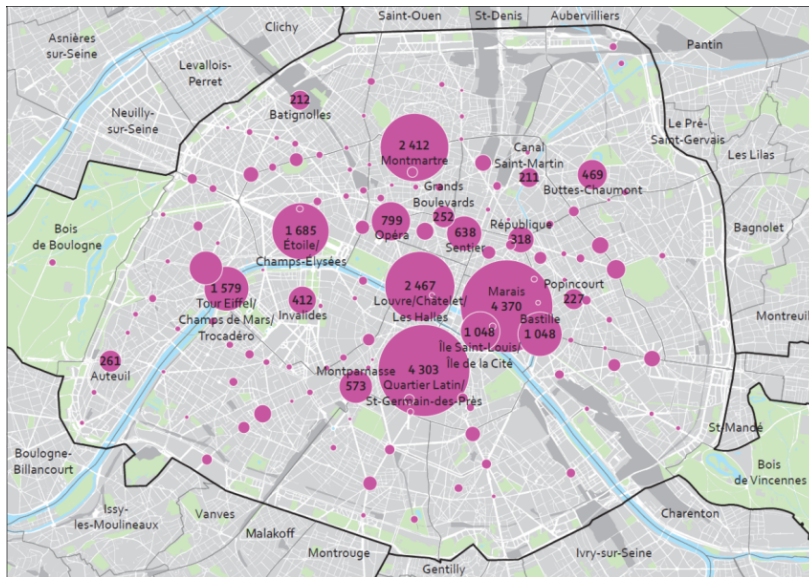 Saint-Ouen
St-Denis
Aubervilliers
Clichy
Asnières
sur-Seine
Pantin
Levallois-
Perret
212
Batignolles
Neuilly-
sur-Seine
2 412
Montmartre
Canal
Saint-Martin
211
Le Prè-
Saint-Gervais
Les Lilas
469
Buttes-Chaumont
Grands
Boulevards
252
799
Opéra
638
Sentier
République
318
Bois
de Boulogne
1 685
Étoile/
Champs-Elysées
Bagnolet
1 579
Tour Eiffel/
Champs de Mars/
Trocadéro
412
Invalides
2 467
Louvre/Châtelet/
Les Halles
Marais
4 370
Popincourt
227
Bastille
1 048
1 048
Île Saint-Louis/
Île de la Cité
Montreuil
261
Auteuil
Montparnasse
573
4 303
Quartier Latin/
St-Germain-des-Près
St-Mandé
Boulogne-
Billancourt
Bois
de Vincennes
Issy-
les-Moulineaux
Vanves
Malakoff
Montrouge
Gentilly
Ivry-sur-Seine
Charenton